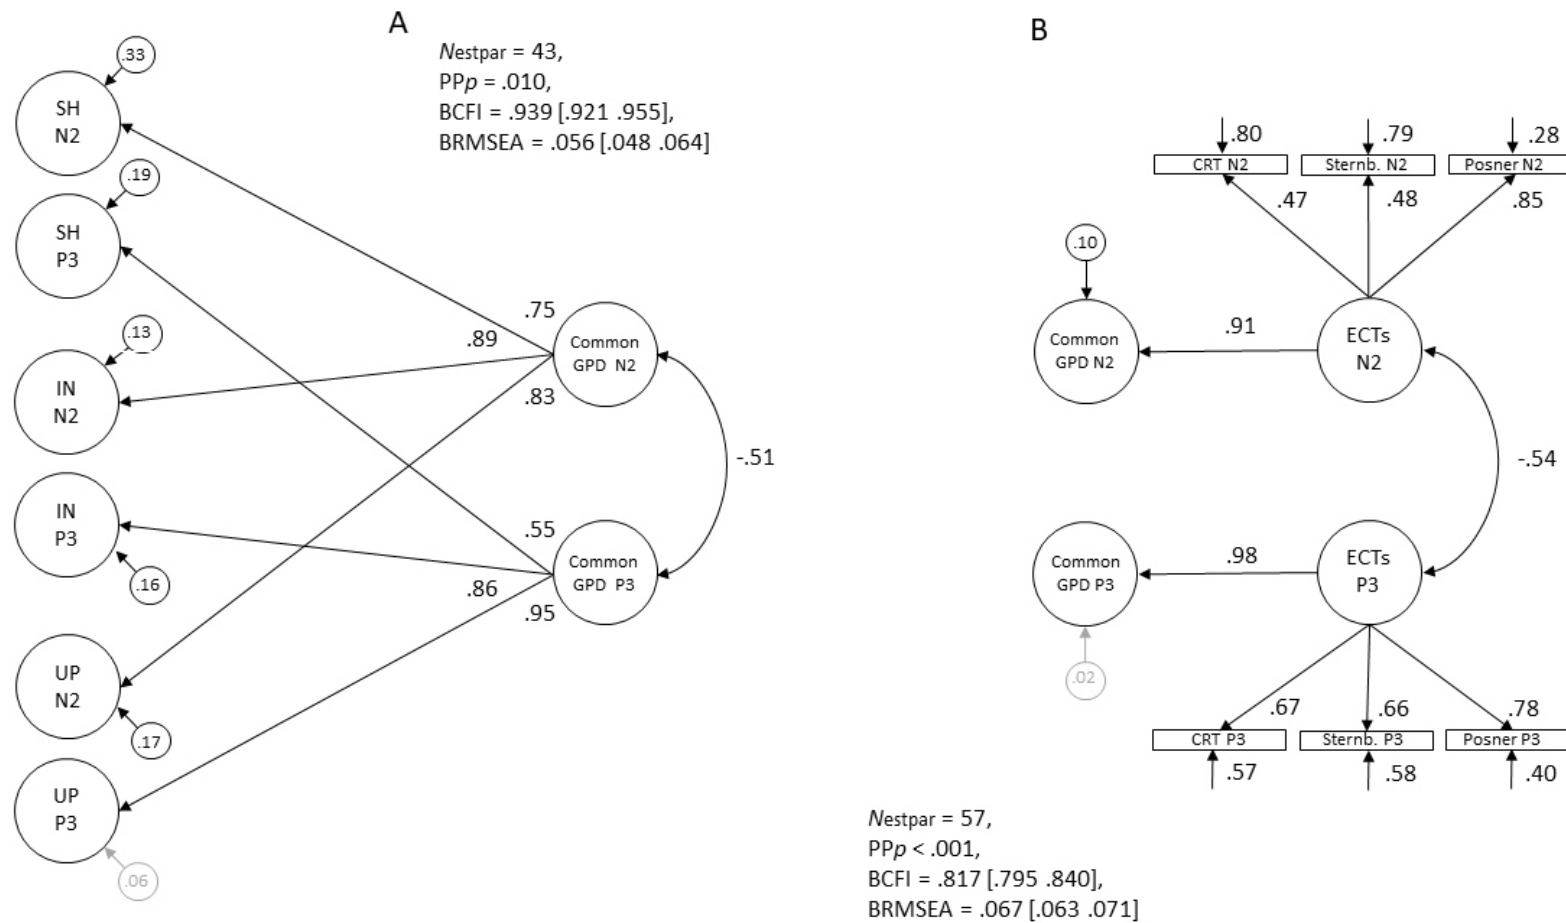 A
Nestpar = 43,
PPp = .010,
BCFI = .939 [.921 .955],
BRMSEA = .056 [.048 .064]
.33
SH
N2
.19
SH
P3
.13
IN
N2
IN
P3
.16
UP
N2
.17
UP
P3
.06
.75
.89
.83
Common
GPD N2
-.51
.55
.86
.95
Common
GPD P3
B
.80
.79
.28
CRT N2
Sternb. N2
Posner N2
.47
.48
.85
.10
Common
GPD N2
.91
ECTs
N2
-.54
Common
GPD P3
.98
ECTs
P3
.02
.67
.66
.78
CRT P3
Sternb. P3
Posner P3
.57
.58
.40
Nestpar = 57,
PPp < .001,
BCFI = .817 [.795 .840],
BRMSEA = .067 [.063 .071]